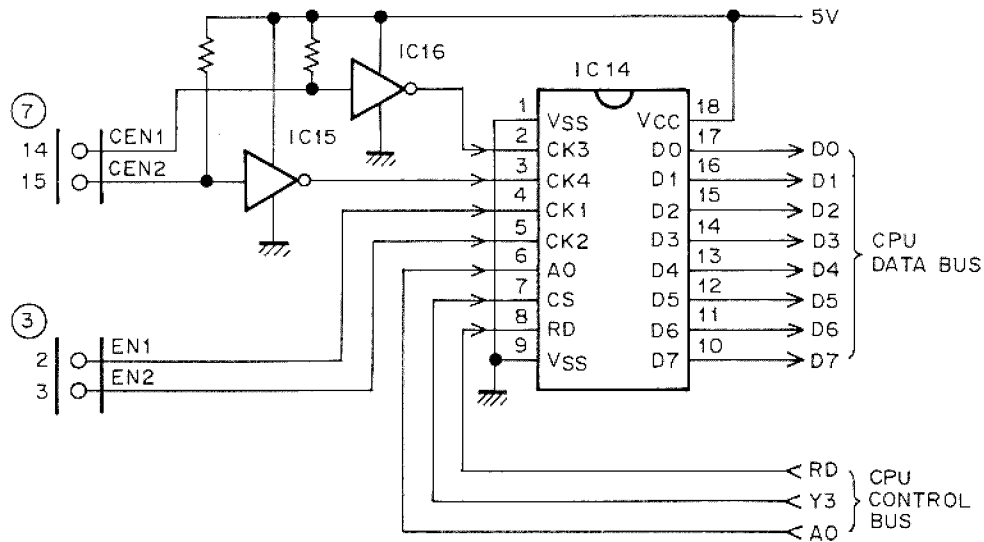 5V
IC16
IC14
7
IC15
14 CEN1
15 CEN2
1 VSS VCC 18
2 CK3 D0 17 D0
3 CK4 D1 16 D1
4 CK1 D2 15 D2
5 CK2 D3 14 D3
6 A0 D4 13 D4
7 CS D5 12 D5
8 RD D6 11 D6
9 VSS D7 10 D7
CPU
DATA BUS
3
2 EN1
3 EN2
RD
Y3
A0
CPU
CONTROL
BUS